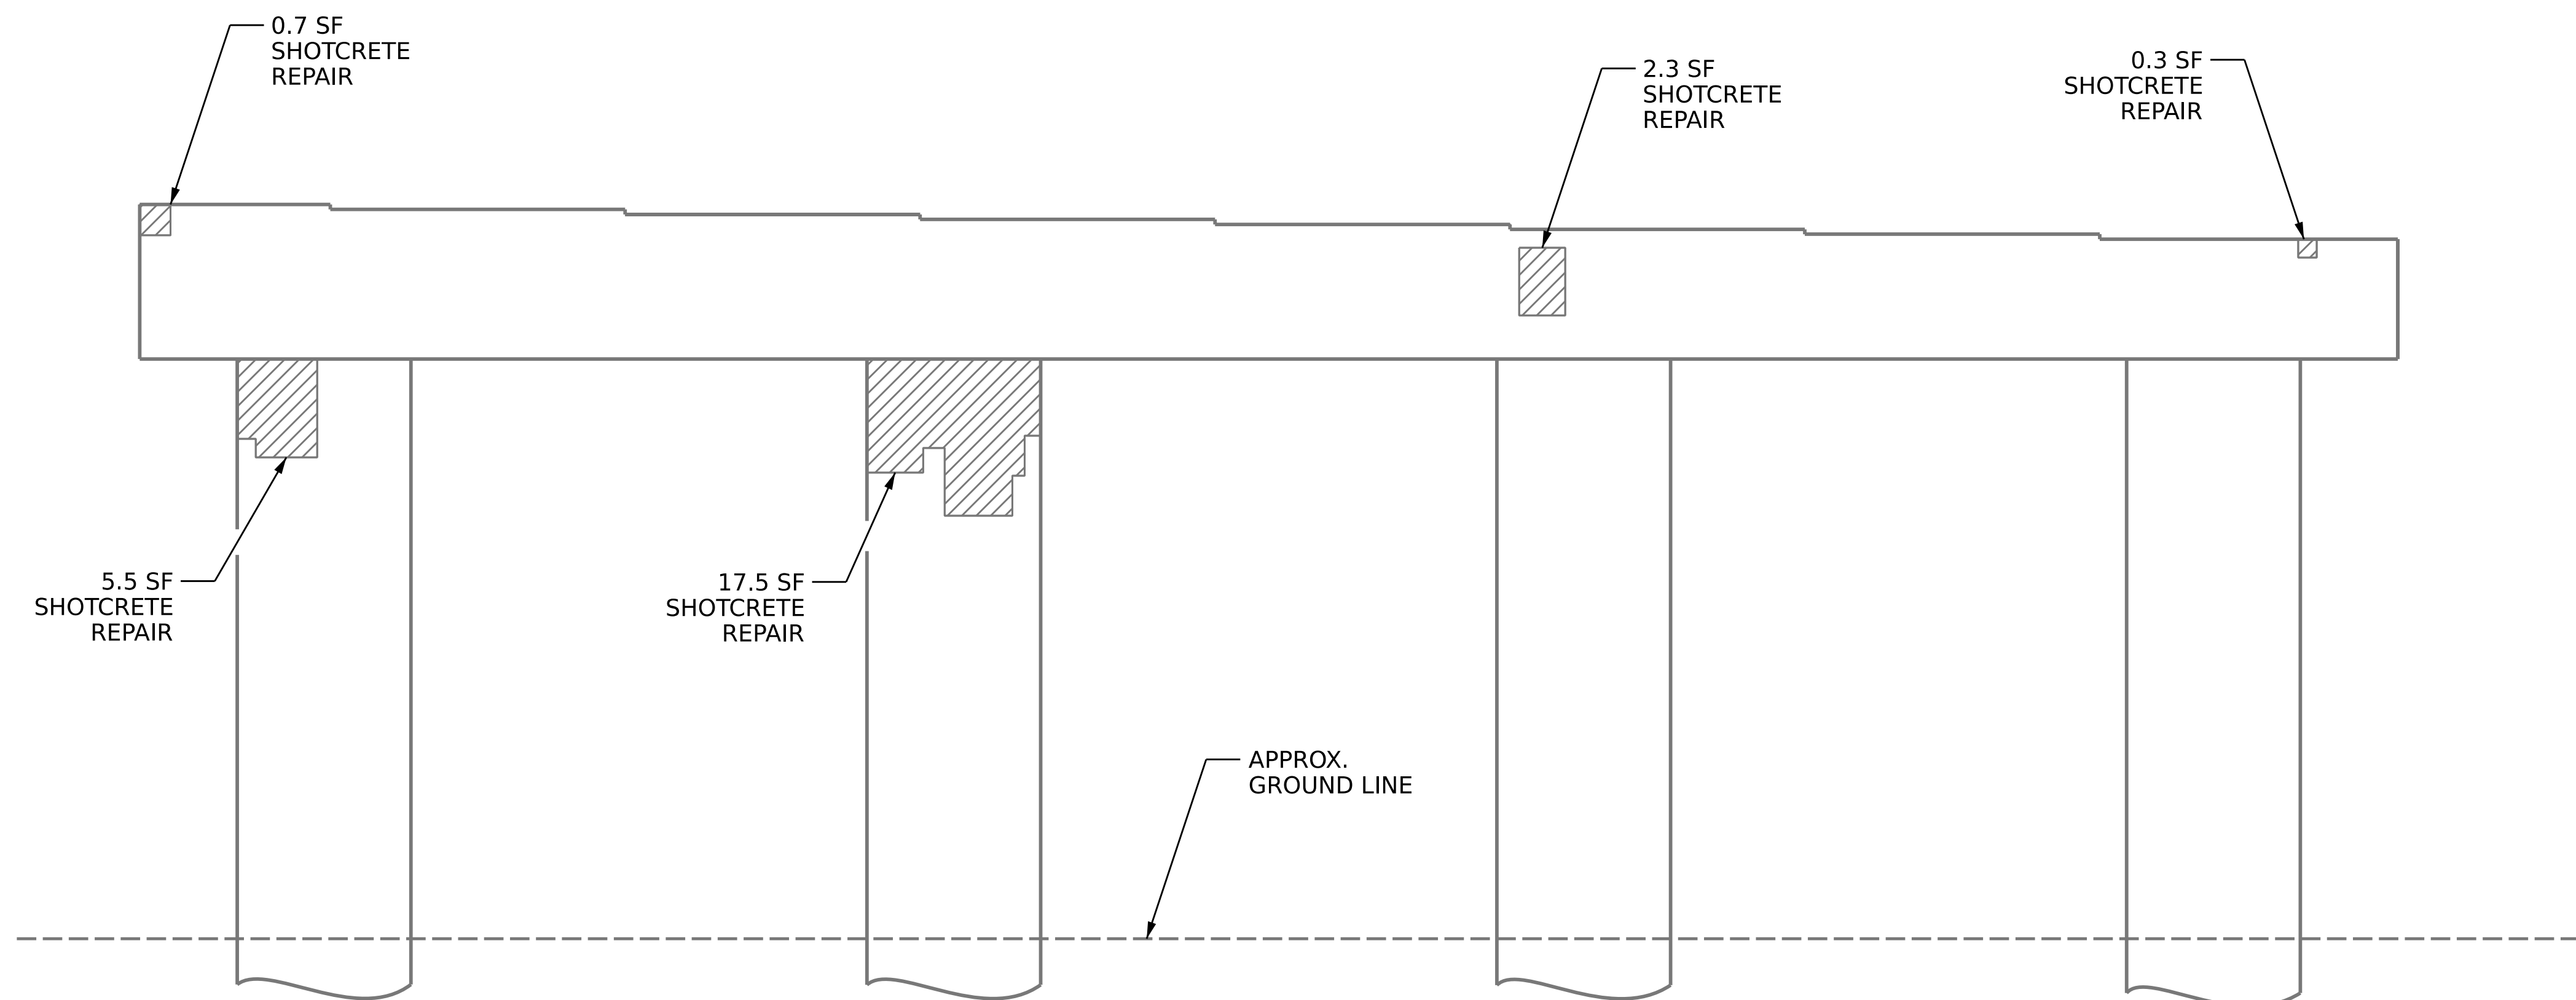 0.7 SF
SHOTCRETE
REPAIR
2.3 SF
SHOTCRETE
REPAIR
0.3 SF
SHOTCRETE
REPAIR
5.5 SF
SHOTCRETE
REPAIR
17.5 SF
SHOTCRETE
REPAIR
APPROX.
GROUND LINE